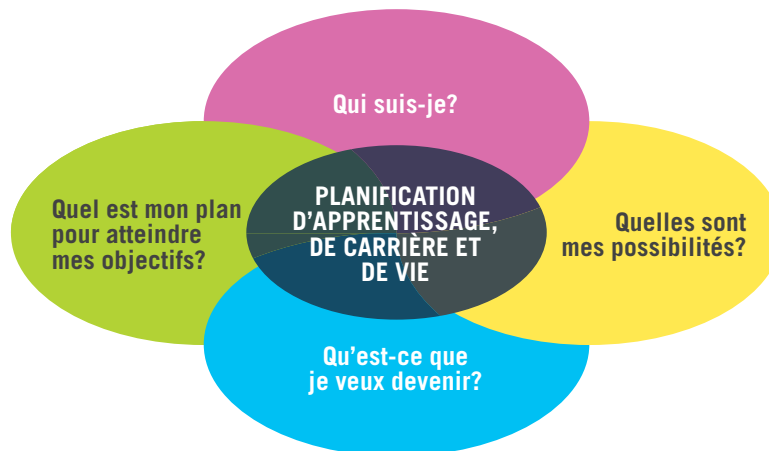 Qui suis-je?
Quel est mon plan
pour atteindre
mes objectifs?
PLANIFICATION
D'APPRENTISSAGE,
DE CARRIÈRE ET
DE VIE
Quelles sont
mes possibilités?
Qu'est-ce que
je veux devenir?